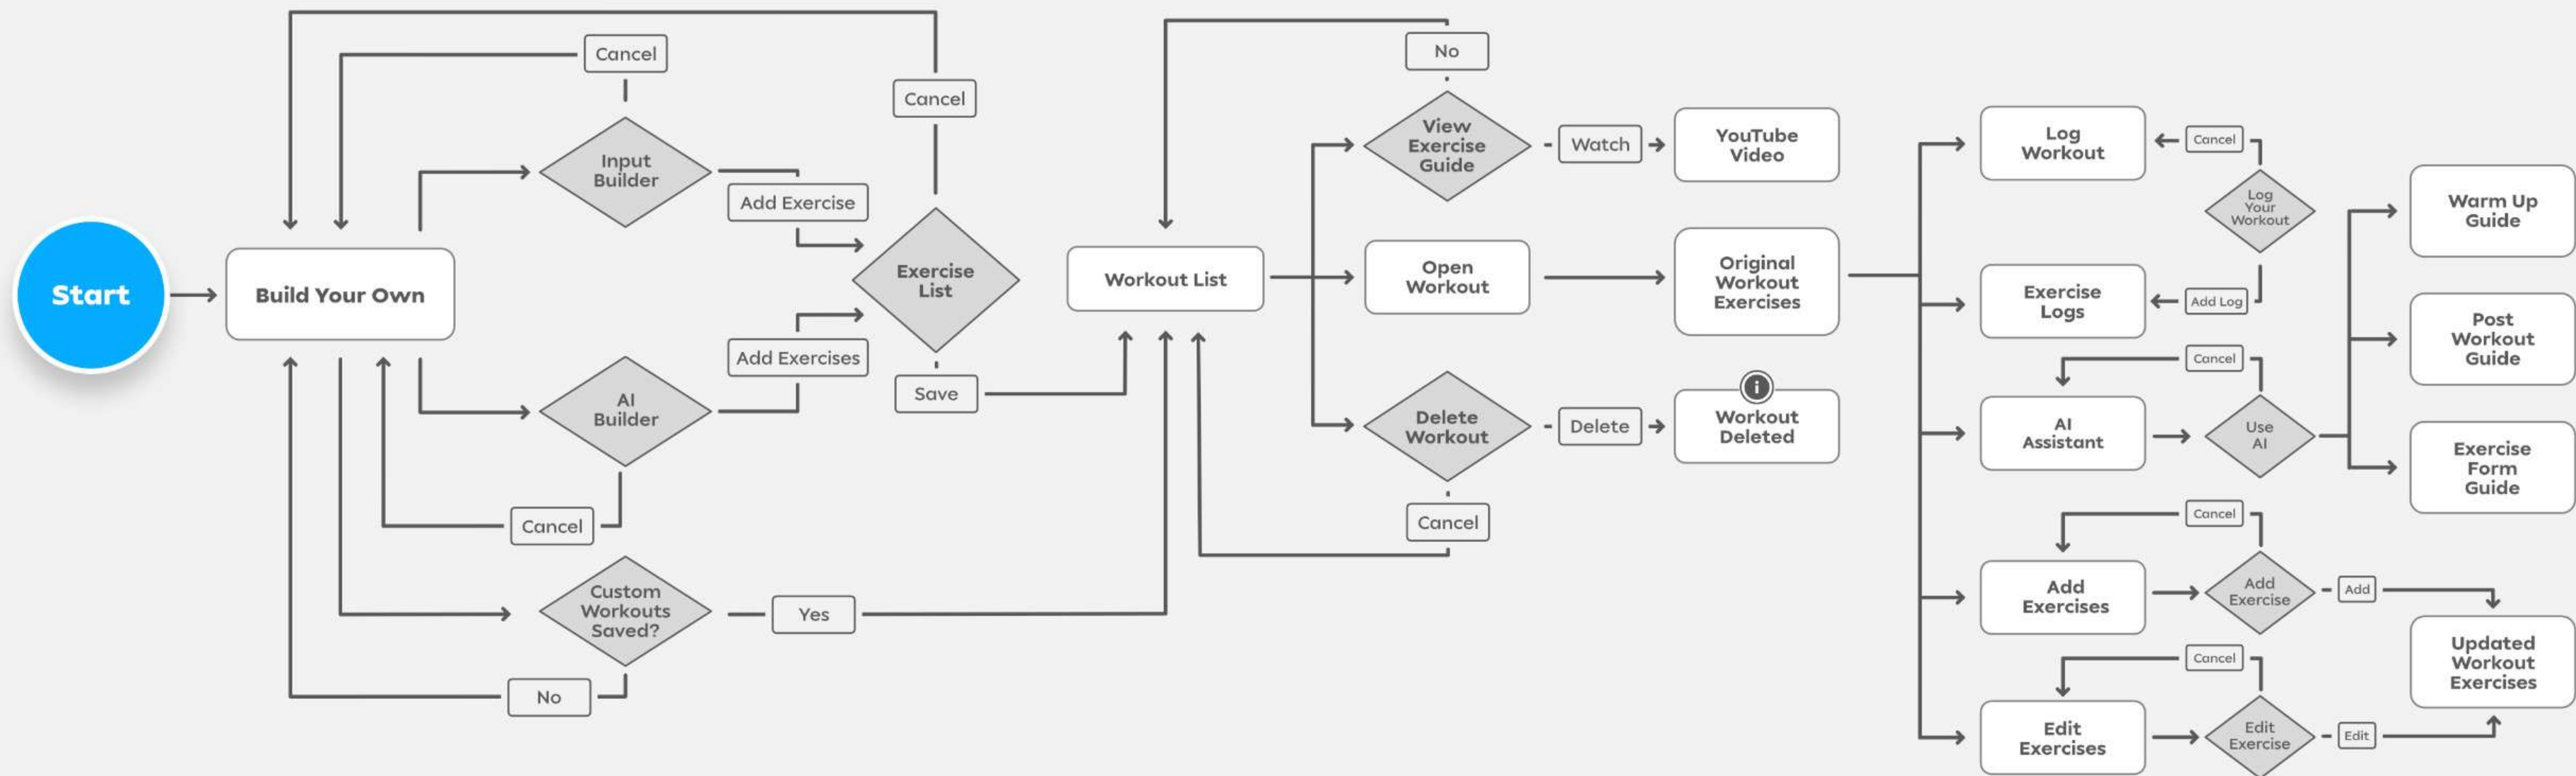 Start
Build Your Own
Cancel
Input
Builder
Add Exercise
Cancel
Exercise
List
Add Exercises
AI
Builder
Cancel
Save
Custom
Workouts
Saved?
Yes
No
Workout List
No
View
Exercise
Guide
Watch
YouTube
Video
Open
Workout
Original
Workout
Exercises
Delete
Workout
Delete
i
Workout
Deleted
Cancel
Log
Workout
Cancel
Log
Your
Workout
Exercise
Logs
Add Log
Cancel
AI
Assistant
Use
AI
Warm Up
Guide
Post
Workout
Guide
Exercise
Form
Guide
Cancel
Add
Exercises
Add
Exercise
Add
Updated
Workout
Exercises
Cancel
Edit
Exercises
Edit
Exercise
Edit